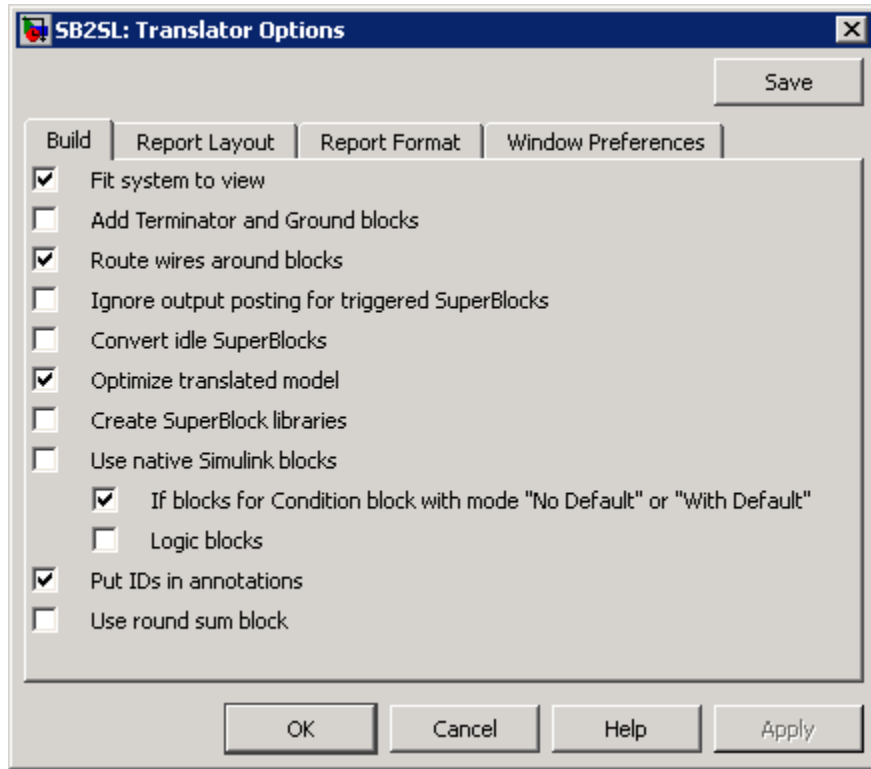 SB2SL: Translator Options
Save
Build
Report Layout
Report Format
Window Preferences
Fit system to view
Add Terminator and Ground blocks
Route wires around blocks
Ignore output posting for triggered SuperBlocks
Convert idle SuperBlocks
Optimize translated model
Create SuperBlock libraries
Use native Simulink blocks
If blocks for Condition block with mode "No Default" or "With Default"
Logic blocks
Put IDs in annotations
Use round sum block
OK
Cancel
Help
Apply